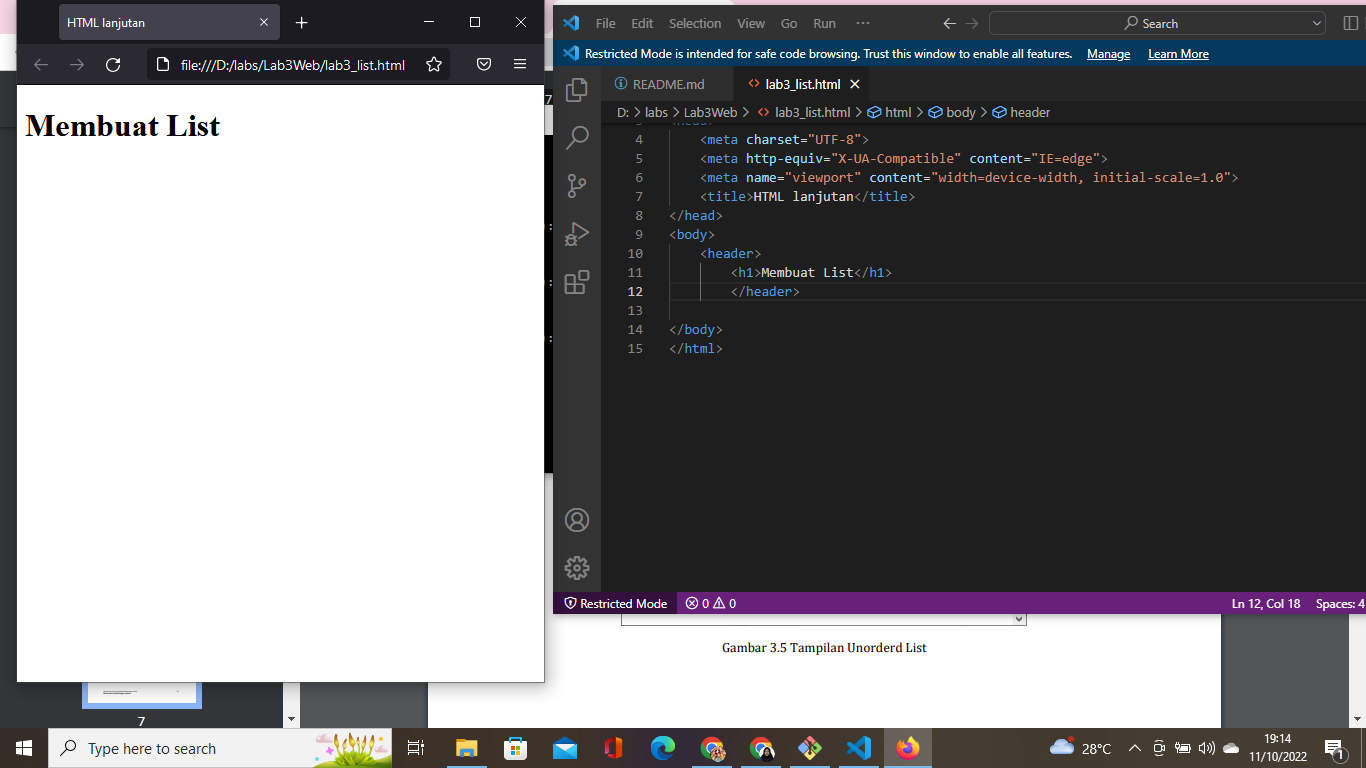 HTML lanjutan
file:///D:/labs/Lab3Web/lab3_list.html
Membuat List
File Edit Selection View Go Run ···
Search
Restricted Mode is intended for safe code browsing. Trust this window to enable all features. Manage Learn More
README.md
lab3_list.html
D: > labs > Lab3Web > lab3_list.html > html > body > header
4 <meta charset="UTF-8">
5 <meta http-equiv="X-UA-Compatible" content="IE=edge">
6 <meta name="viewport" content="width=device-width, initial-scale=1.0">
7 <title>HTML lanjutan</title>
8 </head>
9 <body>
10 <header>
11 <h1>Membuat List</h1>
12 </header>
13
14 </body>
15 </html>
Restricted Mode 0 0 Ln 12, Col 18 Spaces: 4
Gambar 3.5 Tampilan Unorderd List
7
Type here to search
28°C
19:14
11/10/2022
1